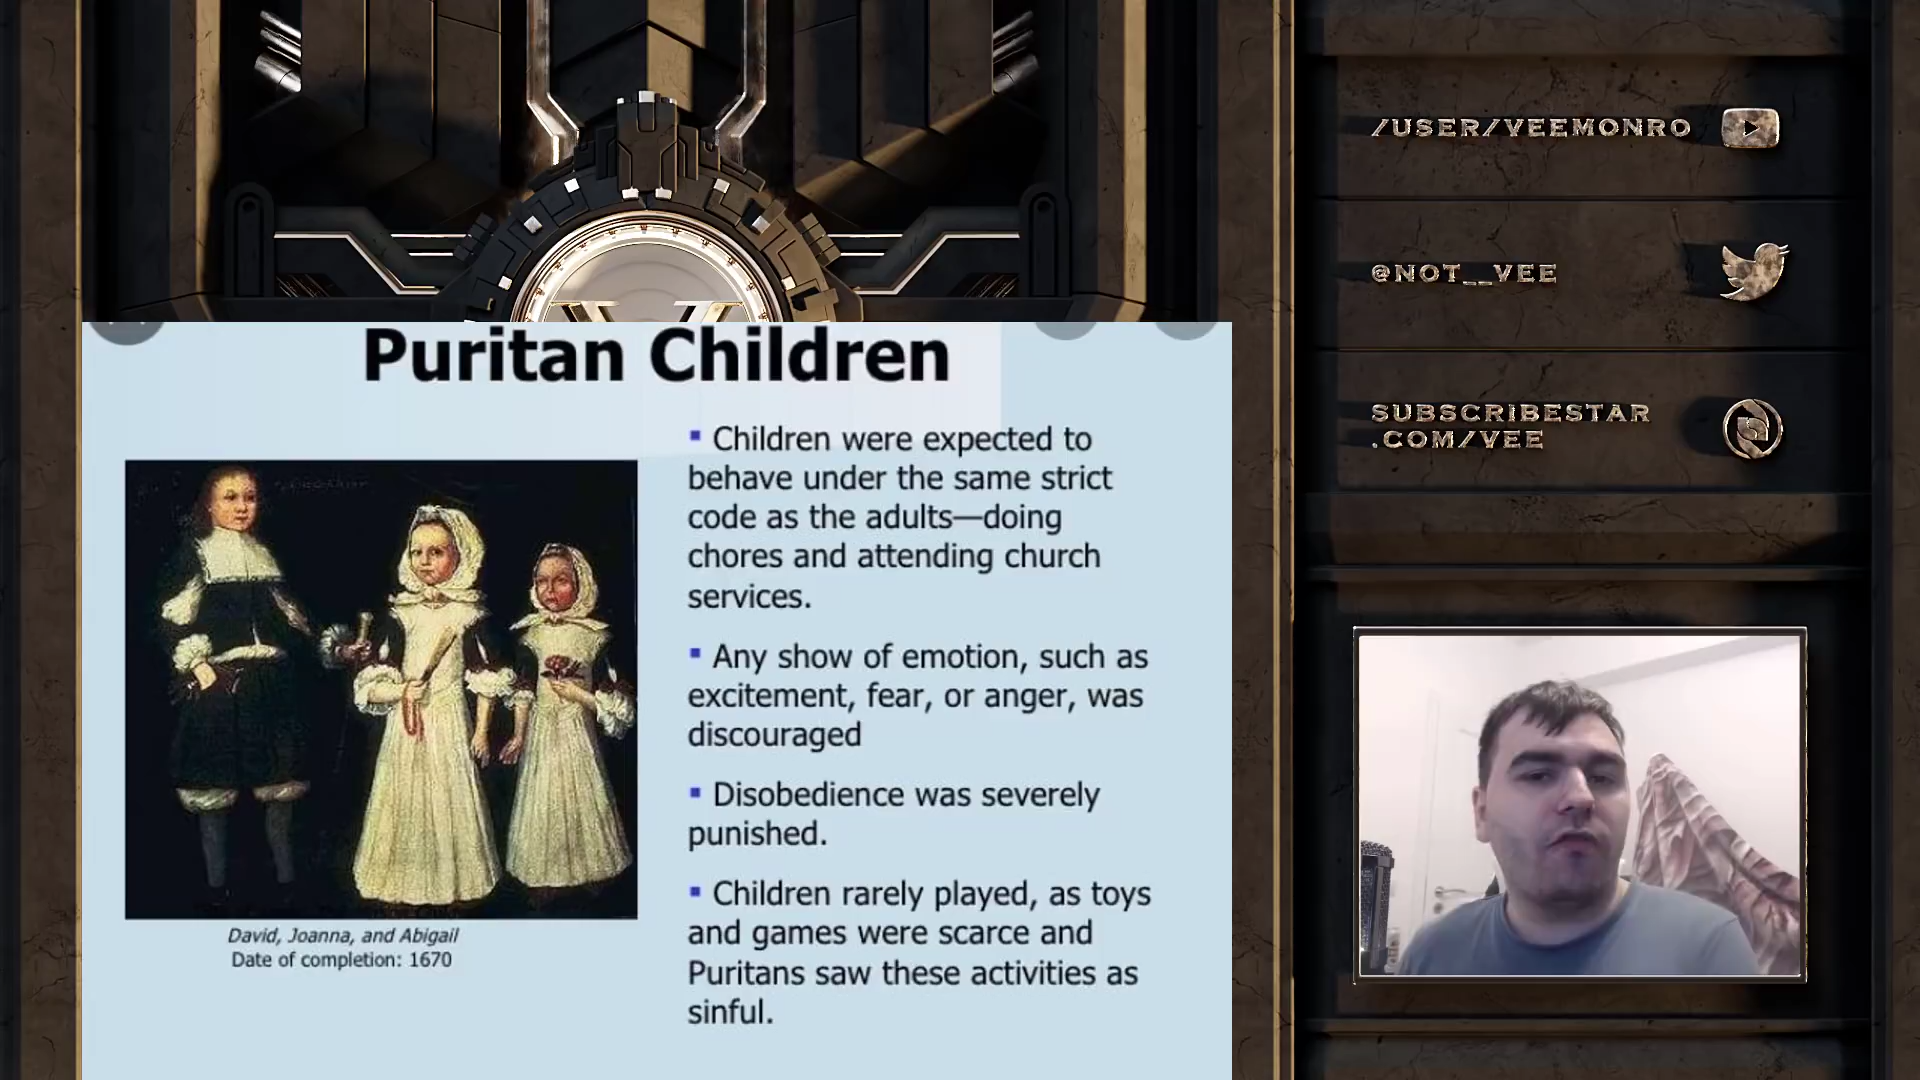 Puritan Children
▪ Children were expected to
behave under the same strict
code as the adults—doing
chores and attending church
services.
▪ Any show of emotion, such as
excitement, fear, or anger, was
discouraged
▪ Disobedience was severely
punished.
▪ Children rarely played, as toys
and games were scarce and
Puritans saw these activities as
sinful.
David, Joanna, and Abigail
Date of completion: 1670
/USER/VEEMONRO
@NOT__VEE
SUBSCRIBESTAR
.COM/VEE